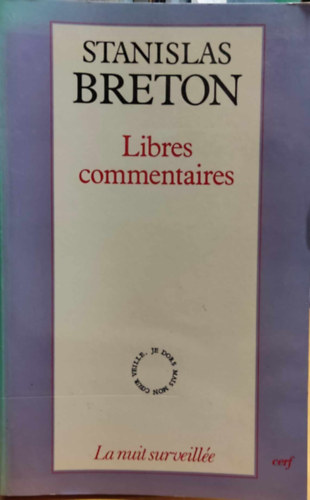 STANISLAS
BRETON
Libres
commentaires
JE DORS MAIS MON CŒUR VEILLE.
La nuit surveillée
cerf